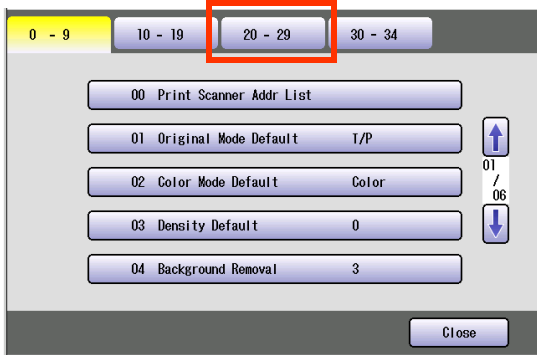 0 - 9 10 - 19 20 - 29 30 - 34
00 Print Scanner Addr List
01 Original Mode Default T/P
02 Color Mode Default Color
03 Density Default 0
04 Background Removal 3
01
/
06
Close